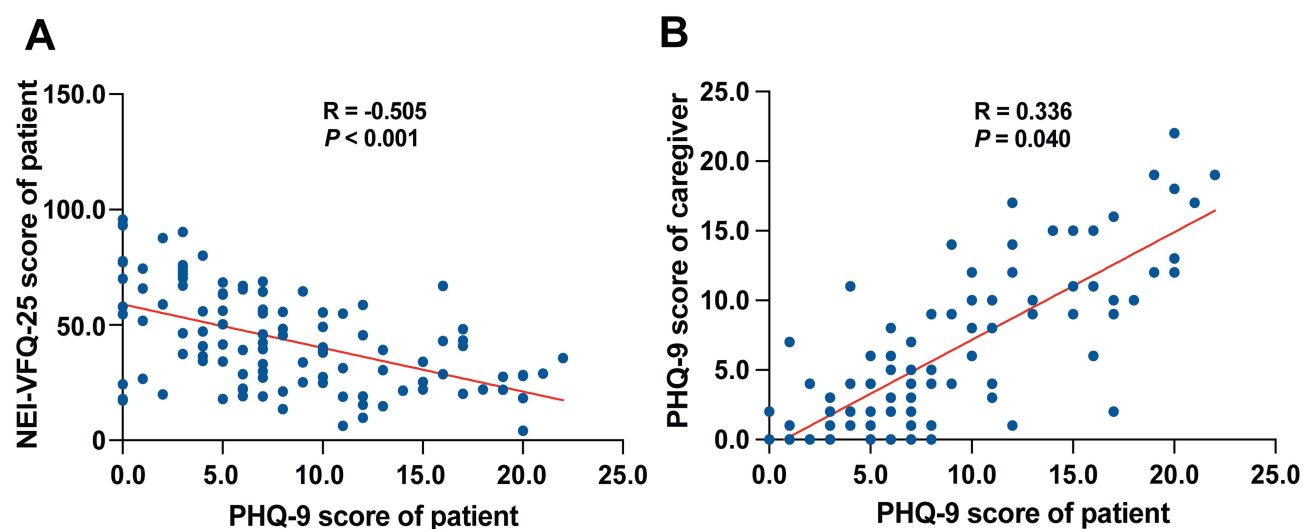 A
NEI-VFQ-25 score of patient
150.0
100.0
50.0
0
R = -0.505
P < 0.001
0.0 5.0 10.0 15.0 20.0 25.0
PHQ-9 score of patient
B
PHQ-9 score of caregiver
25.0
20.0
15.0
10.0
5.0
0.0
R = 0.336
P = 0.040
0.0 5.0 10.0 15.0 20.0 25.0
PHQ-9 score of patient